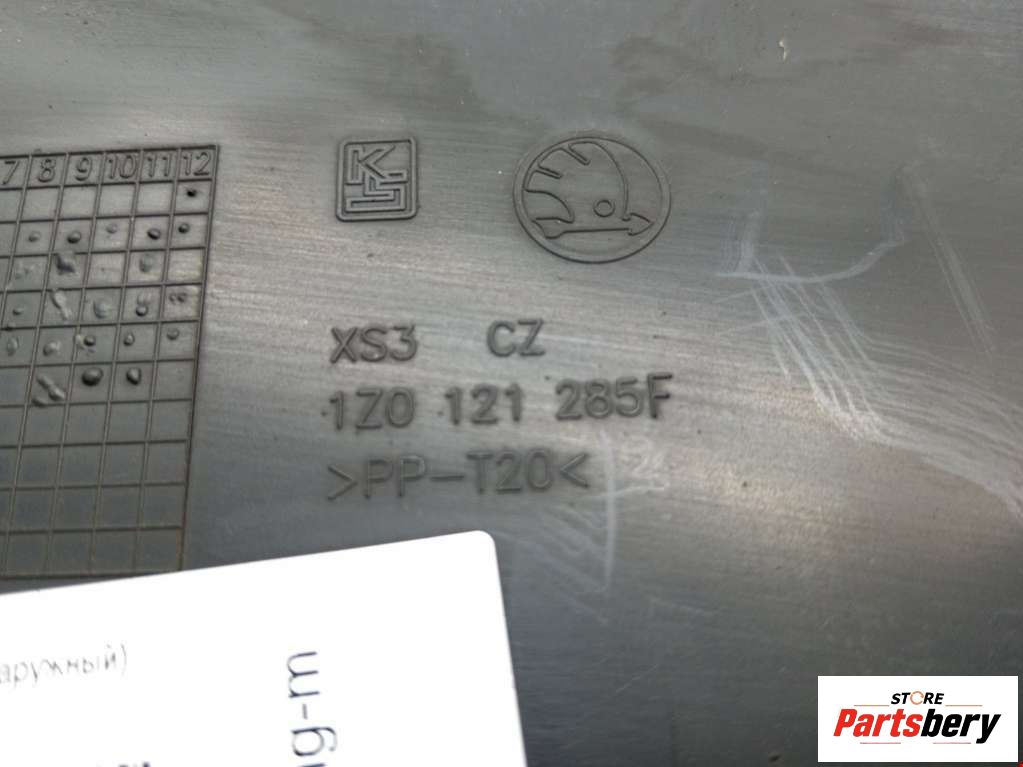 7 8 9 10 11 12
XS3 CZ
1Z0 121 285F
>PP-T20<
аружный)
ng-m
STORE
Partsbery